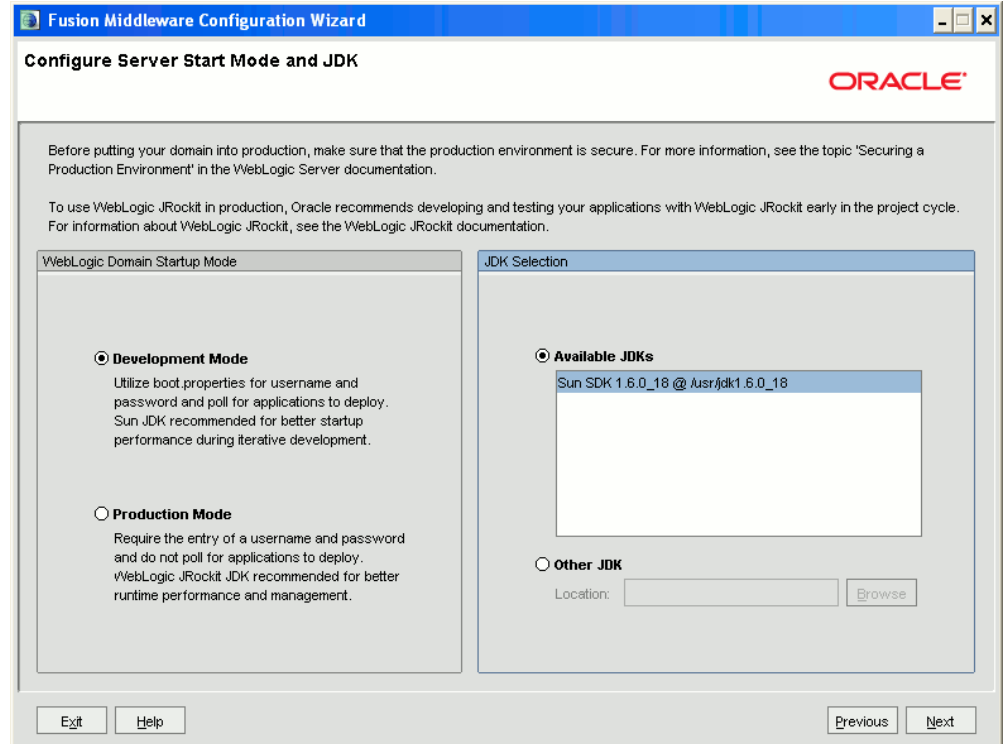 Fusion Middleware Configuration Wizard
Configure Server Start Mode and JDK
ORACLE
Before putting your domain into production, make sure that the production environment is secure. For more information, see the topic 'Securing a
Production Environment' in the WebLogic Server documentation.
To use WebLogic JRockit in production, Oracle recommends developing and testing your applications with WebLogic JRockit early in the project cycle.
For information about WebLogic JRockit, see the WebLogic JRockit documentation.
WebLogic Domain Startup Mode
Development Mode
Utilize boot.properties for username and
password and poll for applications to deploy.
Sun JDK recommended for better startup
performance during iterative development.
Production Mode
Require the entry of a username and password
and do not poll for applications to deploy.
WebLogic JRockit JDK recommended for better
runtime performance and management.
JDK Selection
Available JDKs
Sun SDK 1.6.0_18 @ /usr/jdk1.6.0_18
Other JDK
Location:
Browse
Exit
Help
Previous
Next